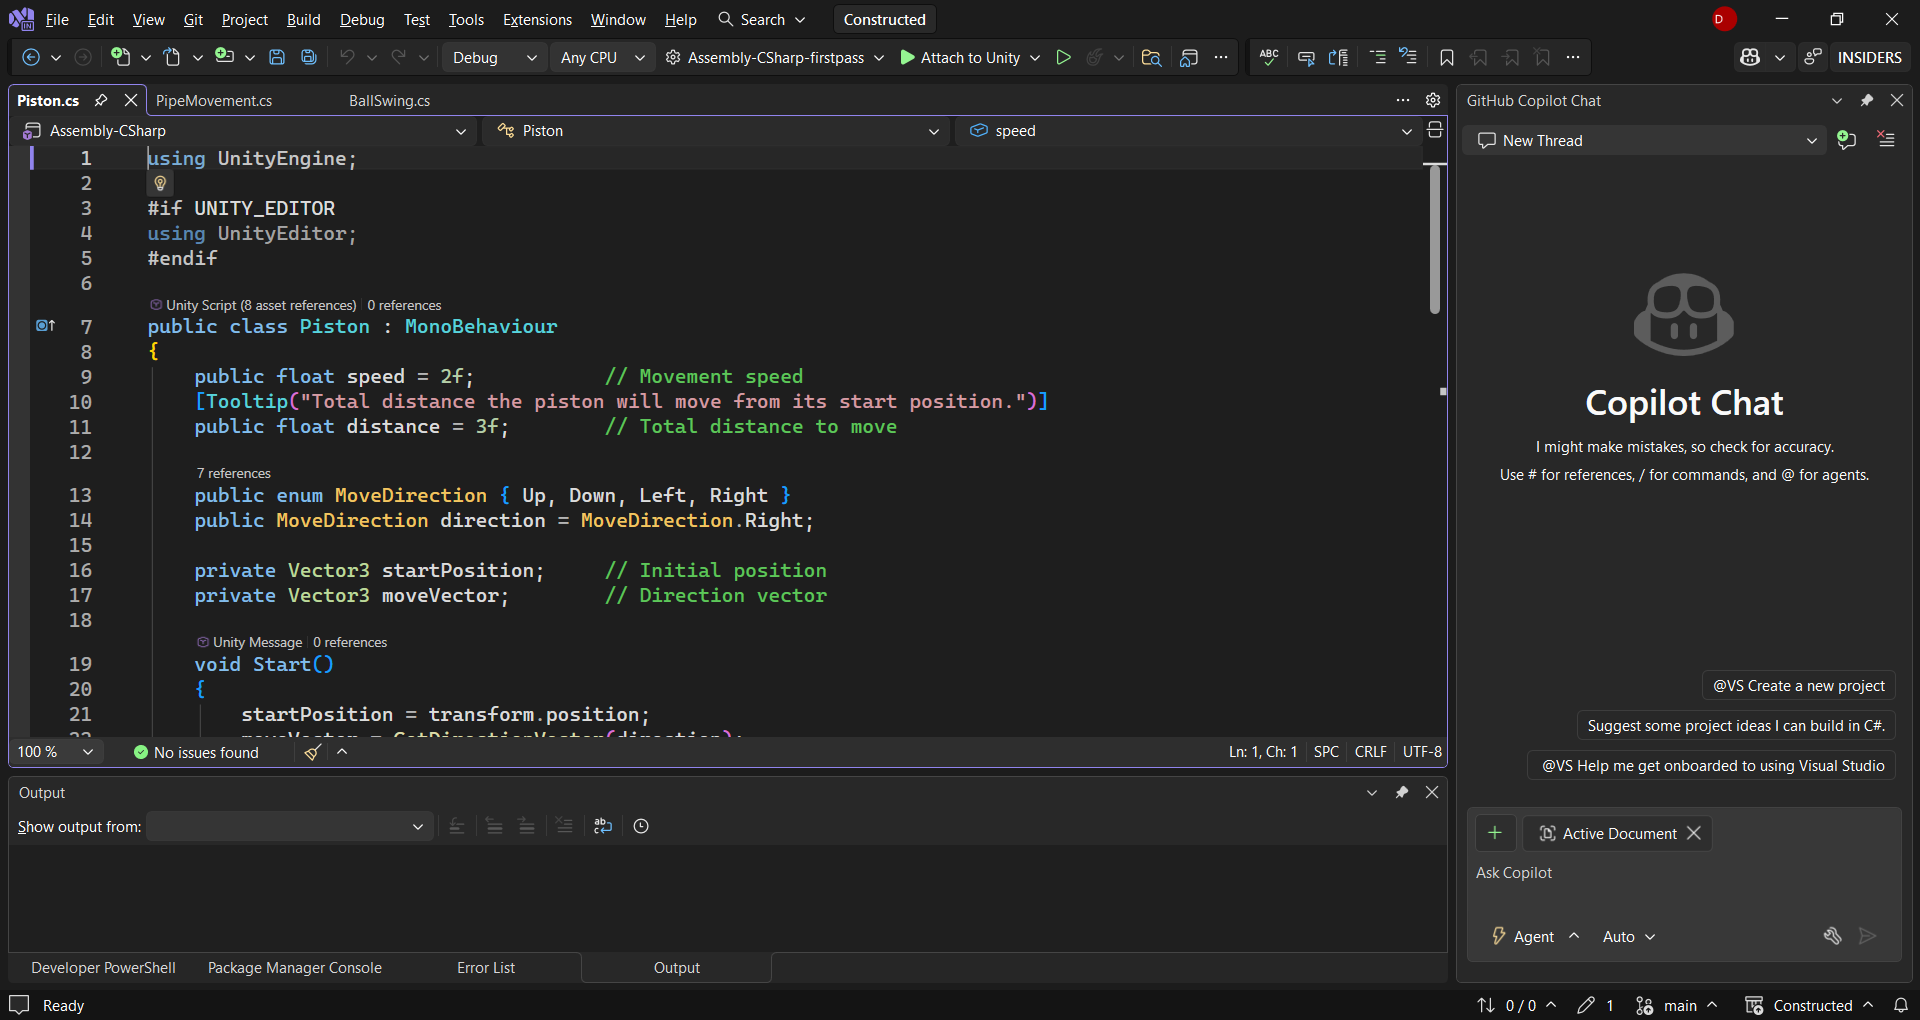 File Edit View Git Project Build Debug Test Tools Extensions Window Help Search Constructed D
Debug Any CPU Assembly-CSharp-firstpass Attach to Unity ABC INSIDERS
Piston.cs PipeMovement.cs BallSwing.cs
Assembly-CSharp Piston speed
1 using UnityEngine;
2
3 #if UNITY_EDITOR
4 using UnityEditor;
5 #endif
6
Unity Script (8 asset references) 0 references
7 public class Piston : MonoBehaviour
8 {
9 public float speed = 2f; // Movement speed
10 [Tooltip("Total distance the piston will move from its start position.")]
11 public float distance = 3f; // Total distance to move
12
7 references
13 public enum MoveDirection { Up, Down, Left, Right }
14 public MoveDirection direction = MoveDirection.Right;
15
16 private Vector3 startPosition; // Initial position
17 private Vector3 moveVector; // Direction vector
18
Unity Message 0 references
19 void Start()
20 {
21 startPosition = transform.position;
100 % No issues found Ln: 1, Ch: 1 SPC CRLF UTF-8
Output
Show output from:
Developer PowerShell Package Manager Console Error List Output
GitHub Copilot Chat
New Thread
Copilot Chat
I might make mistakes, so check for accuracy.
Use # for references, / for commands, and @ for agents.
@VS Create a new project
Suggest some project ideas I can build in C#.
@VS Help me get onboarded to using Visual Studio
Active Document
Ask Copilot
Agent Auto
Ready 0 / 0 1 main Constructed